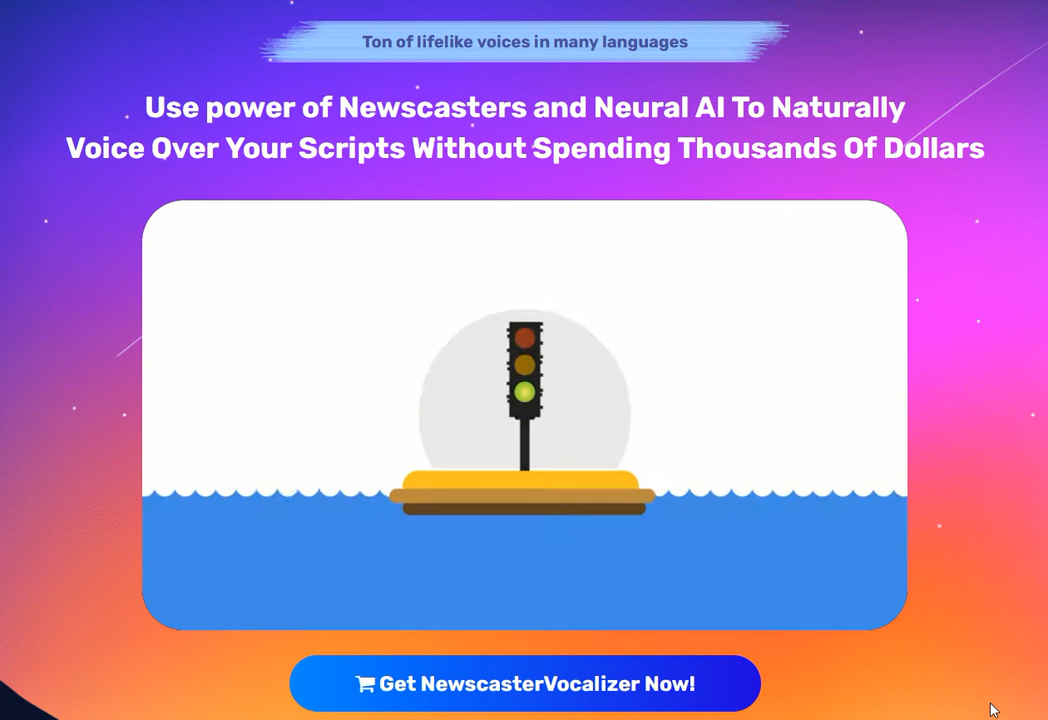 Ton of lifelike voices in many languages
Use power of Newscasters and Neural AI To Naturally
Voice Over Your Scripts Without Spending Thousands Of Dollars
Get NewscasterVocalizer Now!